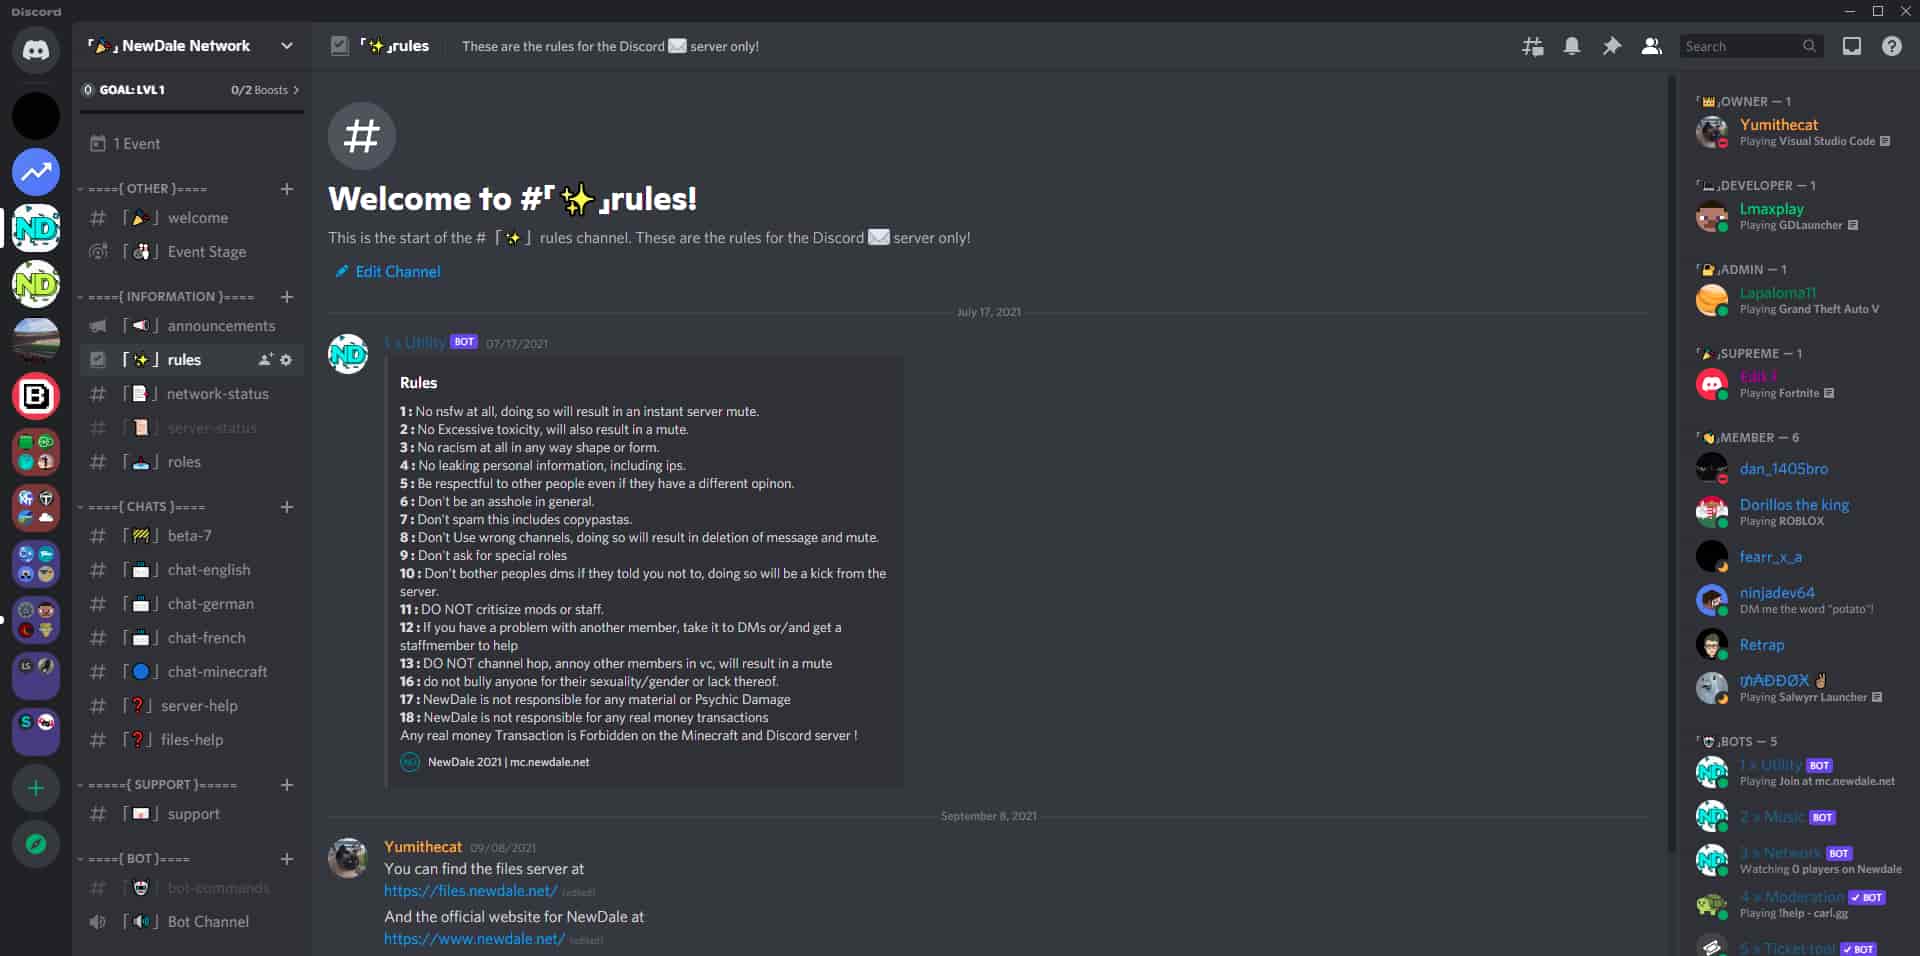 Discord
「🎉」NewDale Network
GOAL: LVL 1 0/2 Boosts
1 Event
====[ OTHER ]====
「🎉」 welcome
「🎳」 Event Stage
====[ INFORMATION ]====
「📢」 announcements
「✨」 rules
「📑」 network-status
「📜」 server-status
「📥」 roles
====[ CHATS ]====
「🚧」 beta-7
chat-english
chat-german
chat-french
「🔵」 chat-minecraft
「❓」 server-help
「❓」 files-help
====[ SUPPORT ]=====
support
====[ BOT ]====
bot-commands
「🔊」 Bot Channel
「✨」rules
These are the rules for the Discord ✉️ server only!
Search
Welcome to #「✨」rules!
This is the start of the #「✨」 rules channel. These are the rules for the Discord ✉️ server only!
Edit Channel
July 17, 2021
1 » Utility BOT 07/17/2021
Rules
1 : No nsfw at all, doing so will result in an instant server mute.
2 : No Excessive toxicity, will also result in a mute.
3 : No racism at all in any way shape or form.
4 : No leaking personal information, including ips.
5 : Be respectful to other people even if they have a different opinon.
6 : Don't be an asshole in general.
7 : Don't spam this includes copypastas.
8 : Don't Use wrong channels, doing so will result in deletion of message and mute.
9 : Don't ask for special roles
10 : Don't bother peoples dms if they told you not to, doing so will be a kick from the
server.
11 : DO NOT critisize mods or staff.
12 : If you have a problem with another member, take it to DMs or/and get a
staffmember to help
13 : DO NOT channel hop, annoy other members in vc, will result in a mute
16 : do not bully anyone for their sexuality/gender or lack thereof.
17 : NewDale is not responsible for any material or Psychic Damage
18 : NewDale is not responsible for any real money transactions
Any real money Transaction is Forbidden on the Minecraft and Discord server !
NewDale 2021 | mc.newdale.net
September 8, 2021
Yumithecat 09/08/2021
You can find the files server at
https://files.newdale.net/ (edited)
And the official website for NewDale at
https://www.newdale.net/ (edited)
「👑」OWNER — 1
Yumithecat
Playing Visual Studio Code
「💻」DEVELOPER — 1
Lmaxplay
Playing GDLauncher
「🔐」ADMIN — 1
Lapaloma11
Playing Grand Theft Auto V
「🎉」SUPREME — 1
Playing Fortnite
MEMBER — 6
dan_1405bro
Dorillos the king
Playing ROBLOX
fearr_x_a
ninjadev64
DM me the word "potato"!
Retrap
Playing Salwyrr Launcher
BOTS — 5
1 » Utility BOT
Playing Join at mc.newdale.net
2 » Music BOT
3 » Network BOT
Watching 0 players on Newdale
4 » Moderation BOT
Playing !help - carl.gg
5 » Ticket tool BOT